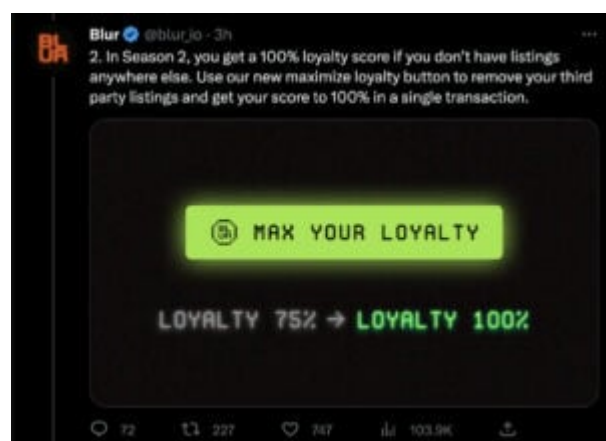 Blur @blur_io · 3h
2. In Season 2, you get a 100% loyalty score if you don't have listings
anywhere else. Use our new maximize loyalty button to remove your third
party listings and get your score to 100% in a single transaction.
MAX YOUR LOYALTY
LOYALTY 75% → LOYALTY 100%
72 227 747 103.9K